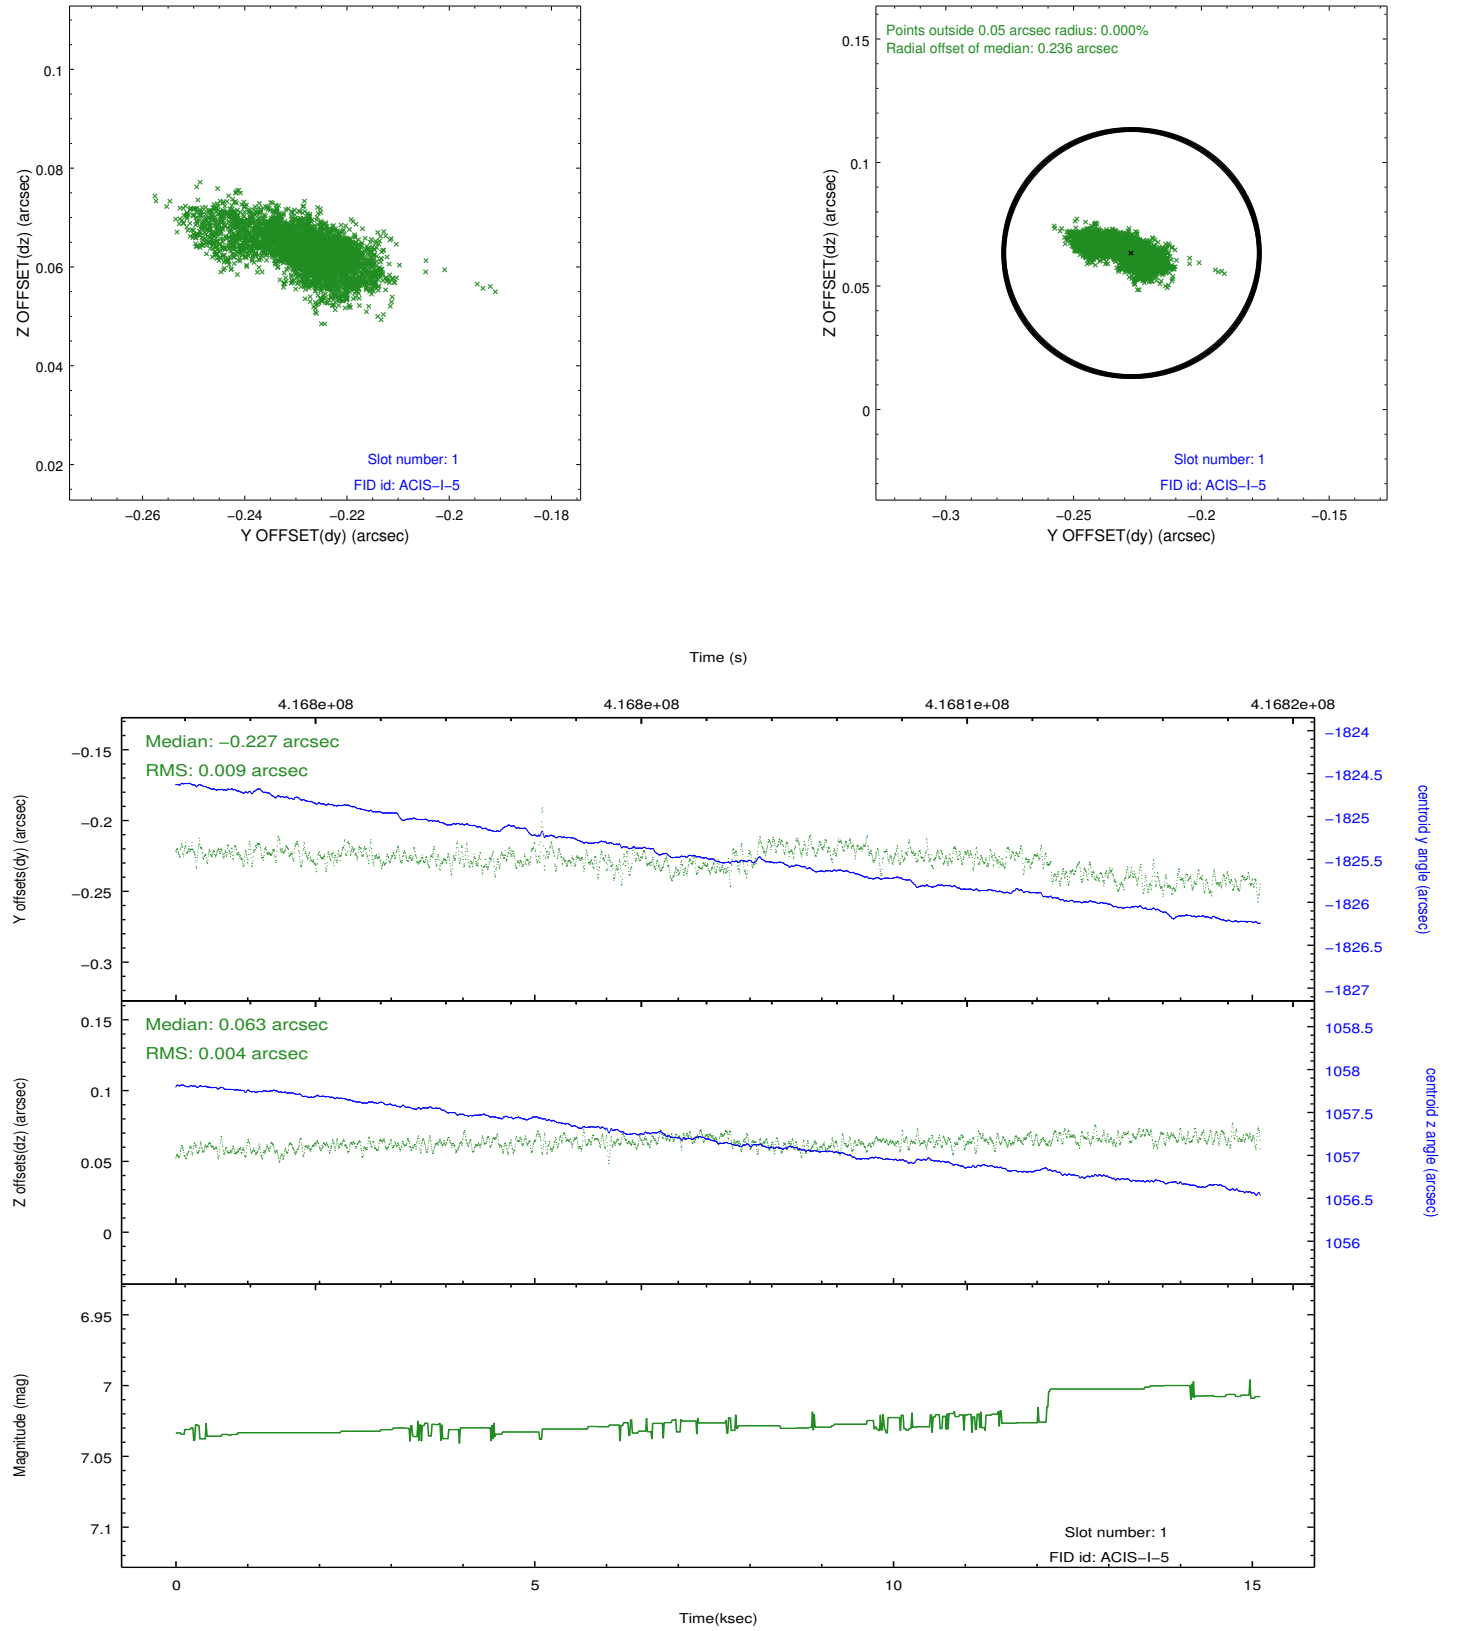 0.1
0.08
0.06
0.04
0.02
Z OFFSET(dz) (arcsec)
Slot number: 1
FID id: ACIS−I−5
−0.26 −0.24 −0.22 −0.2 −0.18
Y OFFSET(dy) (arcsec)
Points outside 0.05 arcsec radius: 0.000%
Radial offset of median: 0.236 arcsec
0.15
0.1
0.05
0
Z OFFSET(dz) (arcsec)
Slot number: 1
FID id: ACIS−I−5
−0.3 −0.25 −0.2 −0.15
Y OFFSET(dy) (arcsec)
Time (s)
4.168e+08 4.168e+08 4.1681e+08 4.1682e+08
Median: −0.227 arcsec
RMS: 0.009 arcsec
−0.15
−0.2
−0.25
−0.3
Y offsets(dy) (arcsec)
−1824
−1824.5
−1825
−1825.5
−1826
−1826.5
−1827
centroid y angle (arcsec)
Median: 0.063 arcsec
RMS: 0.004 arcsec
0.15
0.1
0.05
0
Z offsets(dz) (arcsec)
1058.5
1058
1057.5
1057
1056.5
1056
centroid z angle (arcsec)
6.95
7
7.05
7.1
Magnitude (mag)
Slot number: 1
FID id: ACIS−I−5
0 5 10 15
Time(ksec)